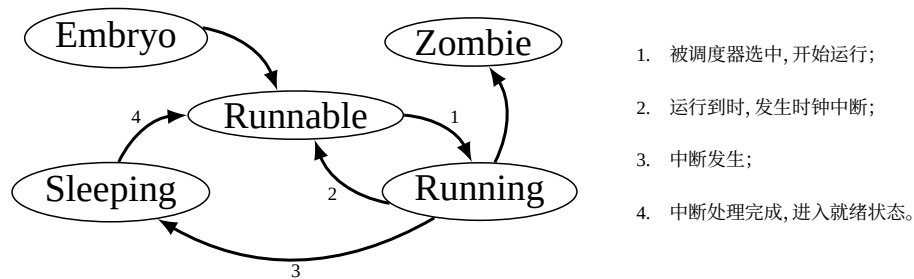 Embryo
Zombie
Runnable
Sleeping
Running
4
1
2
3
1. 被调度器选中, 开始运行;
2. 运行到时, 发生时钟中断;
3. 中断发生;
4. 中断处理完成, 进入就绪状态。